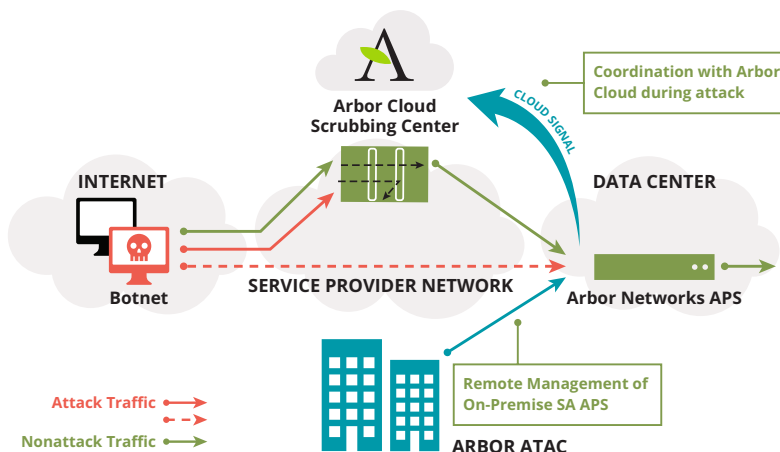 A
Arbor Cloud
Scrubbing Center
CLOUD SIGNAL
Coordination with Arbor
Cloud during attack
INTERNET
DATA CENTER
Botnet
SERVICE PROVIDER NETWORK
Arbor Networks APS
Remote Management of
On-Premise SA APS
Attack Traffic
Nonattack Traffic
ARBOR ATAC